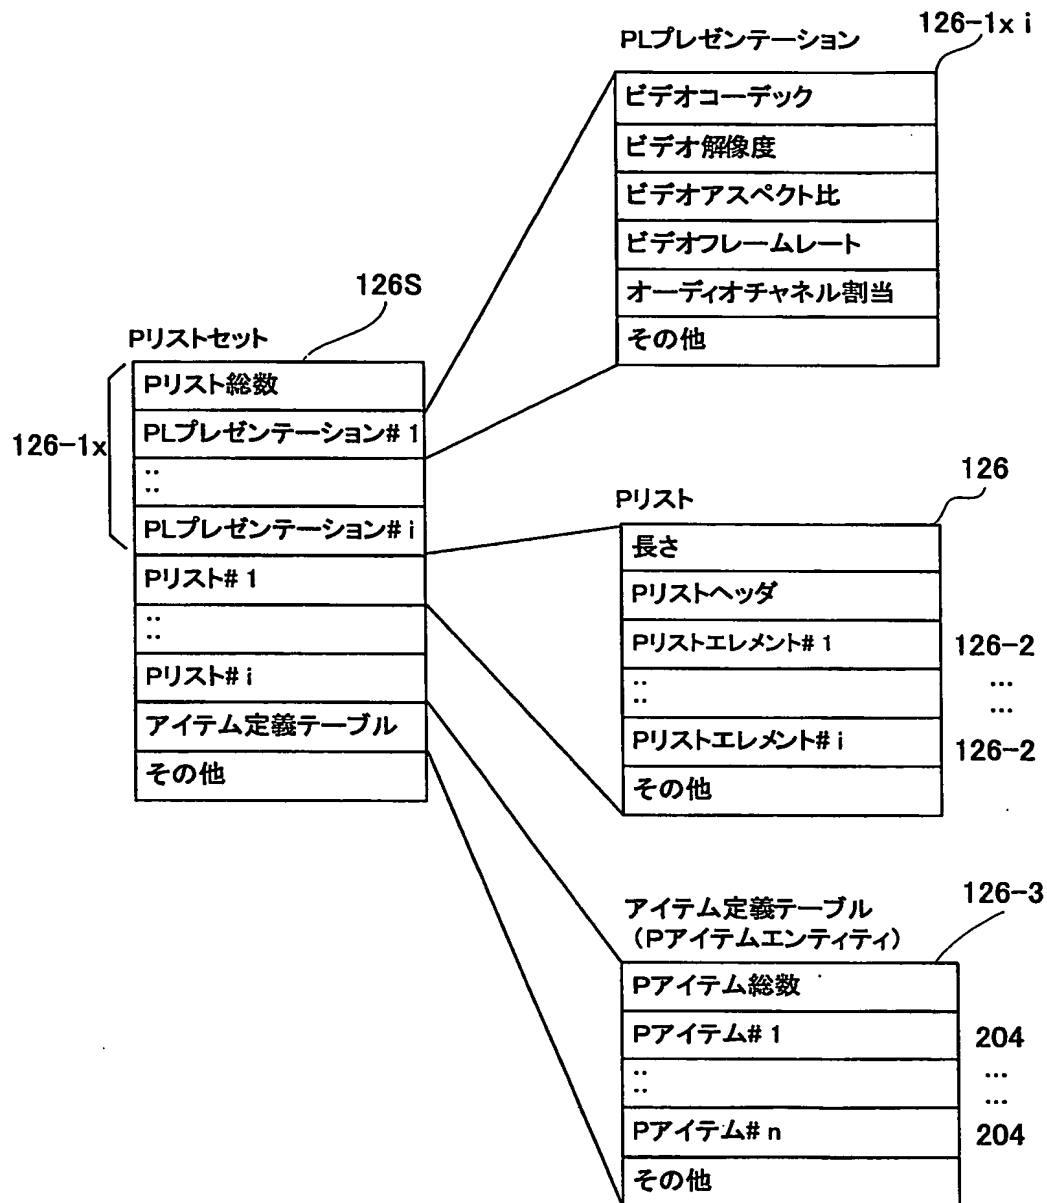 PLプレゼンテーション
126-1x i
ビデオコーデック
ビデオ解像度
ビデオアスペクト比
ビデオフレームレート
オーディオチャネル割当
その他
126S
Pリストセット
126-1x
Pリスト総数
PLプレゼンテーション# 1
::
PLプレゼンテーション# i
Pリスト# 1
::
Pリスト# i
アイテム定義テーブル
その他
126
Pリスト
長さ
Pリストヘッダ
Pリストエレメント# 1 126-2
:: ... ...
Pリストエレメント# i 126-2
その他
126-3
アイテム定義テーブル
(Pアイテムエンティティ)
Pアイテム総数
Pアイテム# 1 204
:: ... ...
Pアイテム# n 204
その他